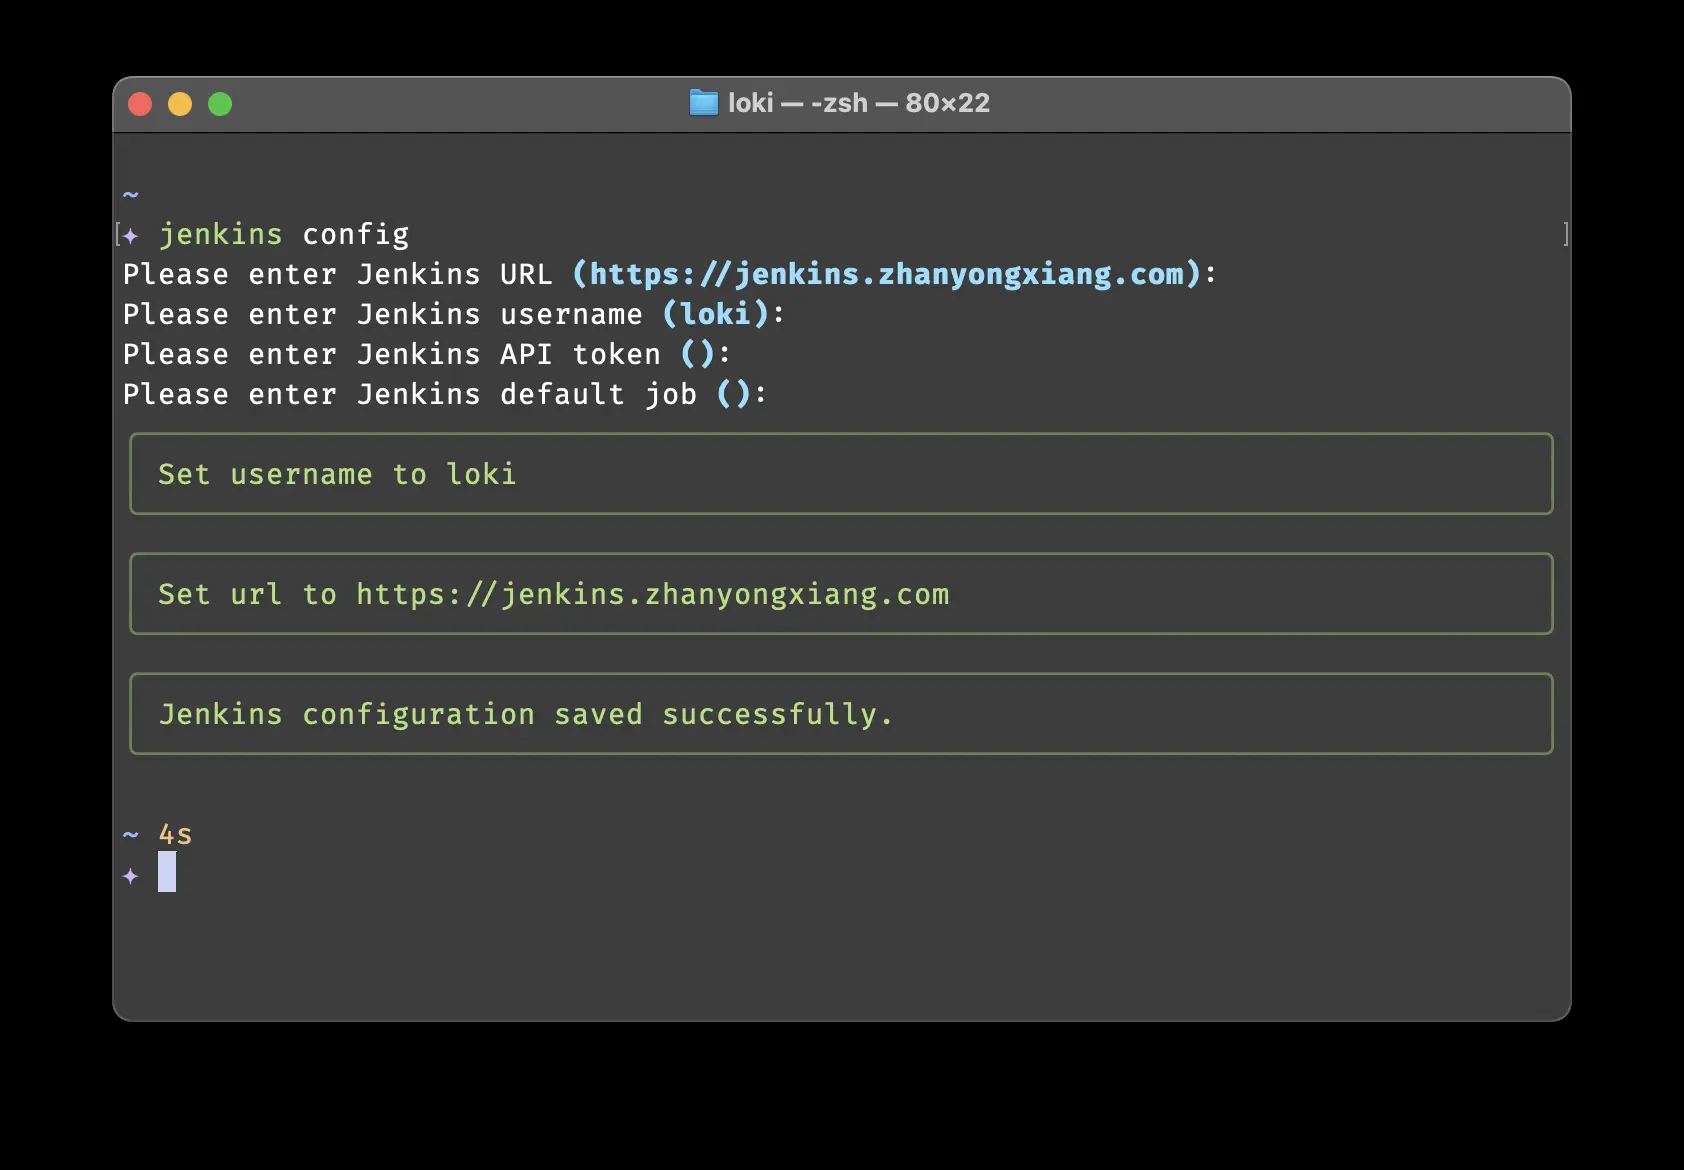 loki — -zsh — 80×22
~
[✦ jenkins config ]
Please enter Jenkins URL (https://jenkins.zhanyongxiang.com):
Please enter Jenkins username (loki):
Please enter Jenkins API token ():
Please enter Jenkins default job ():
Set username to loki
Set url to https://jenkins.zhanyongxiang.com
Jenkins configuration saved successfully.
~ 4s
✦